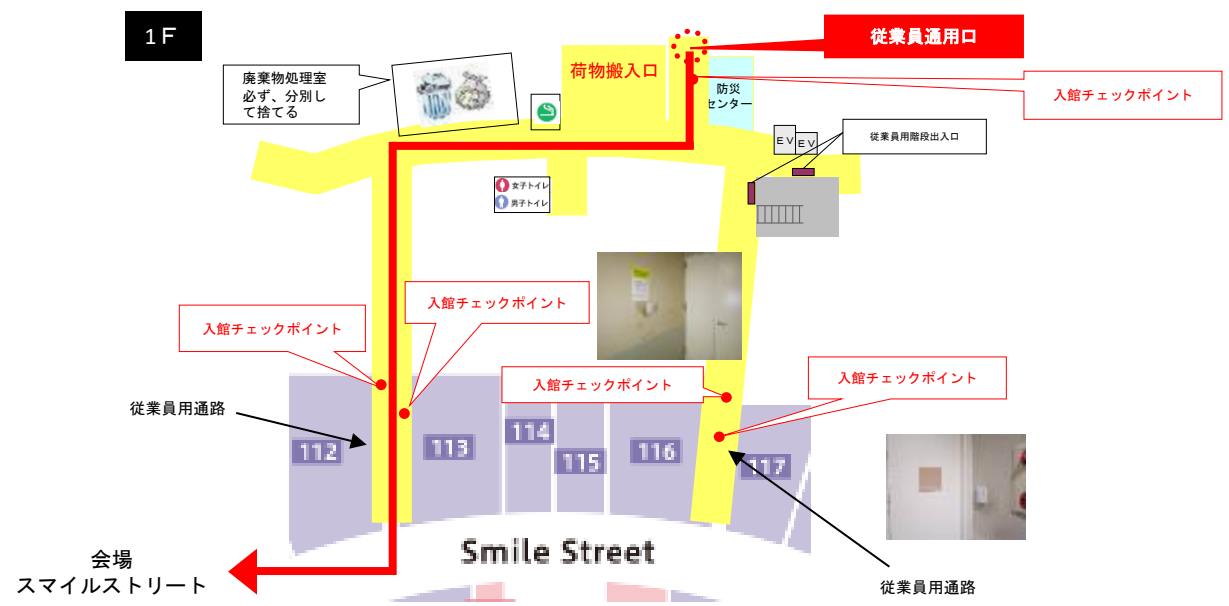 1F
従業員通用口
荷物搬入口
廃棄物処理室
必ず、分別し
て捨てる
防災
センター
入館チェックポイント
EV
EV
従業員用階段出入口
女子トイレ
男子トイレ
入館チェックポイント
入館チェックポイント
入館チェックポイント
入館チェックポイント
従業員用通路
112
113
114
115
116
117
Smile Street
会場
スマイルストリート
従業員用通路